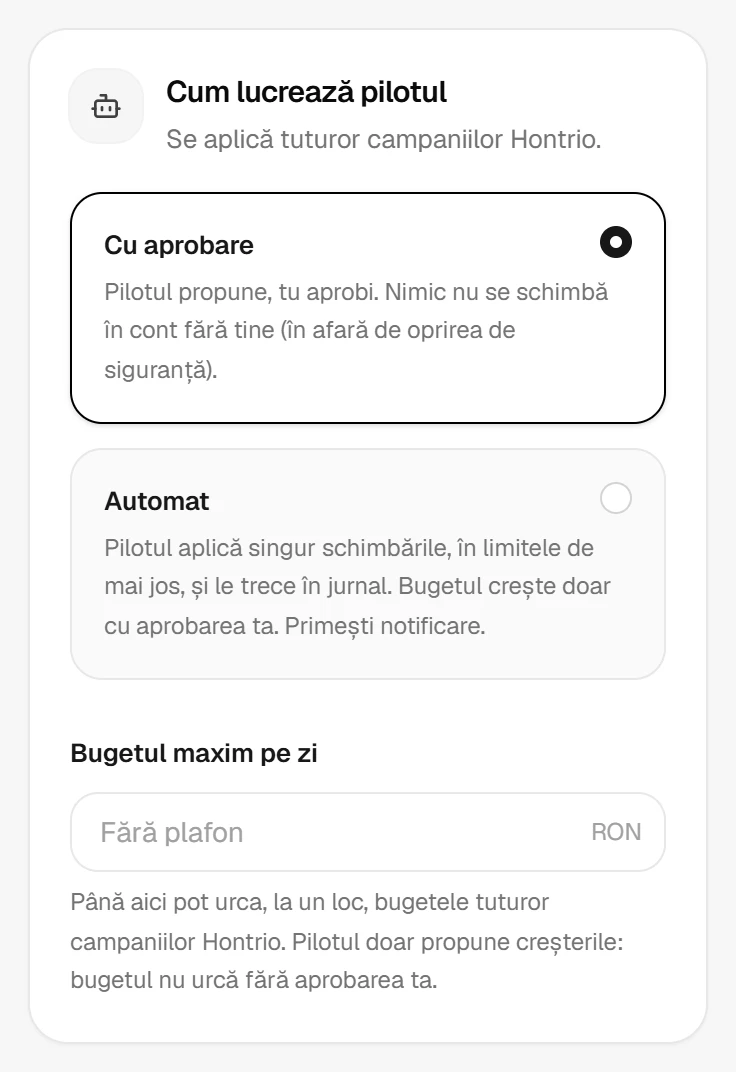 Cum lucrează pilotul
Se aplică tuturor campaniilor Hontrio.
Cu aprobare
Pilotul propune, tu aprobi. Nimic nu se schimbă
în cont fără tine (în afară de oprirea de
siguranță).
Automat
Pilotul aplică singur schimbările, în limitele de
mai jos, și le trece în jurnal. Bugetul crește doar
cu aprobarea ta. Primești notificare.
Bugetul maxim pe zi
Fără plafon RON
Până aici pot urca, la un loc, bugetele tuturor
campaniilor Hontrio. Pilotul doar propune creșterile:
bugetul nu urcă fără aprobarea ta.